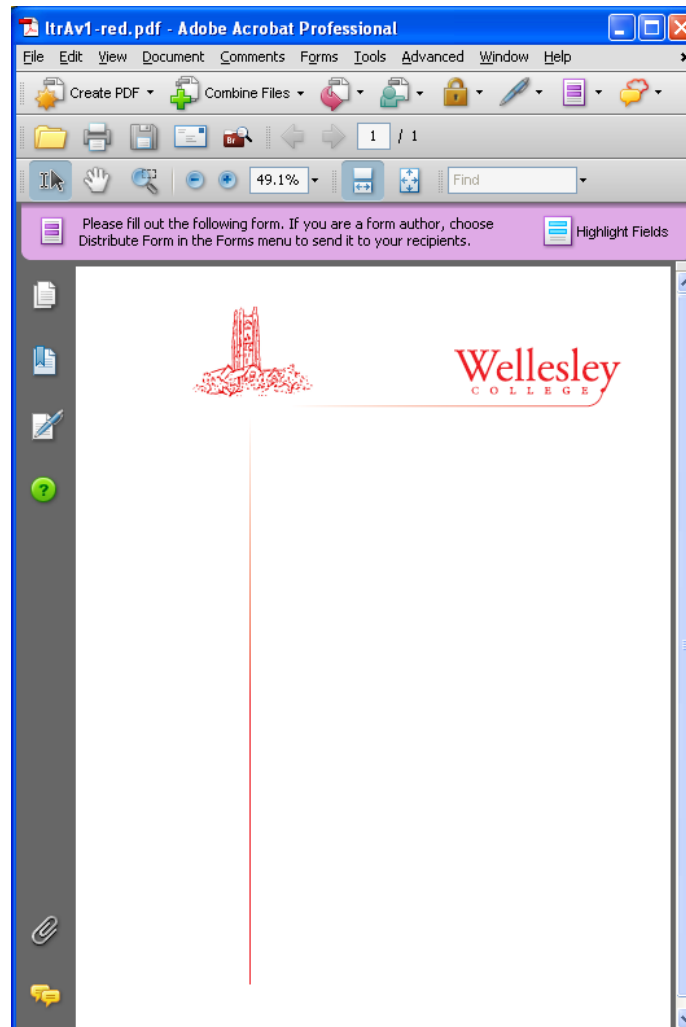 ltrAv1-red.pdf - Adobe Acrobat Professional
File Edit View Document Comments Forms Tools Advanced Window Help
Create PDF Combine Files
Br 1 / 1
49.1% Find
Please fill out the following form. If you are a form author, choose
Distribute Form in the Forms menu to send it to your recipients.
Highlight Fields
Wellesley
COLLEGE